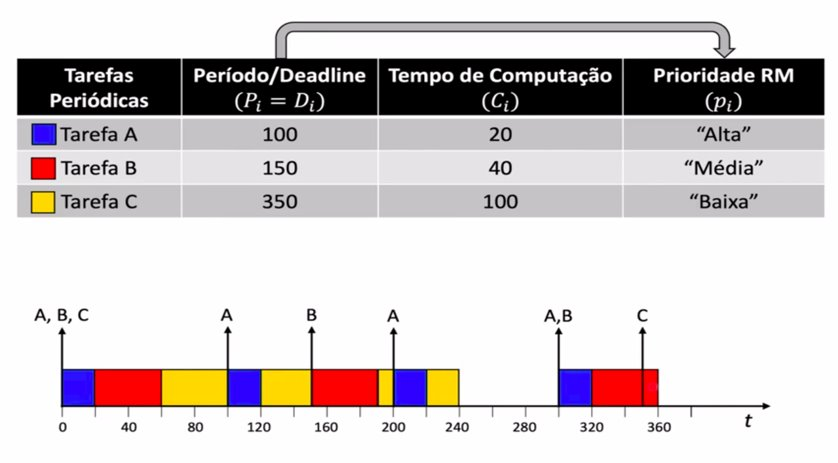 Tarefas Periódicas
Período/Deadline
(Pᵢ = Dᵢ)
Tempo de Computação
(Cᵢ)
Prioridade RM
(pᵢ)
Tarefa A 100 20 “Alta”
Tarefa B 150 40 “Média”
Tarefa C 350 100 “Baixa”
A, B, C A B A A,B C
0 40 80 120 160 200 240 280 320 360 t